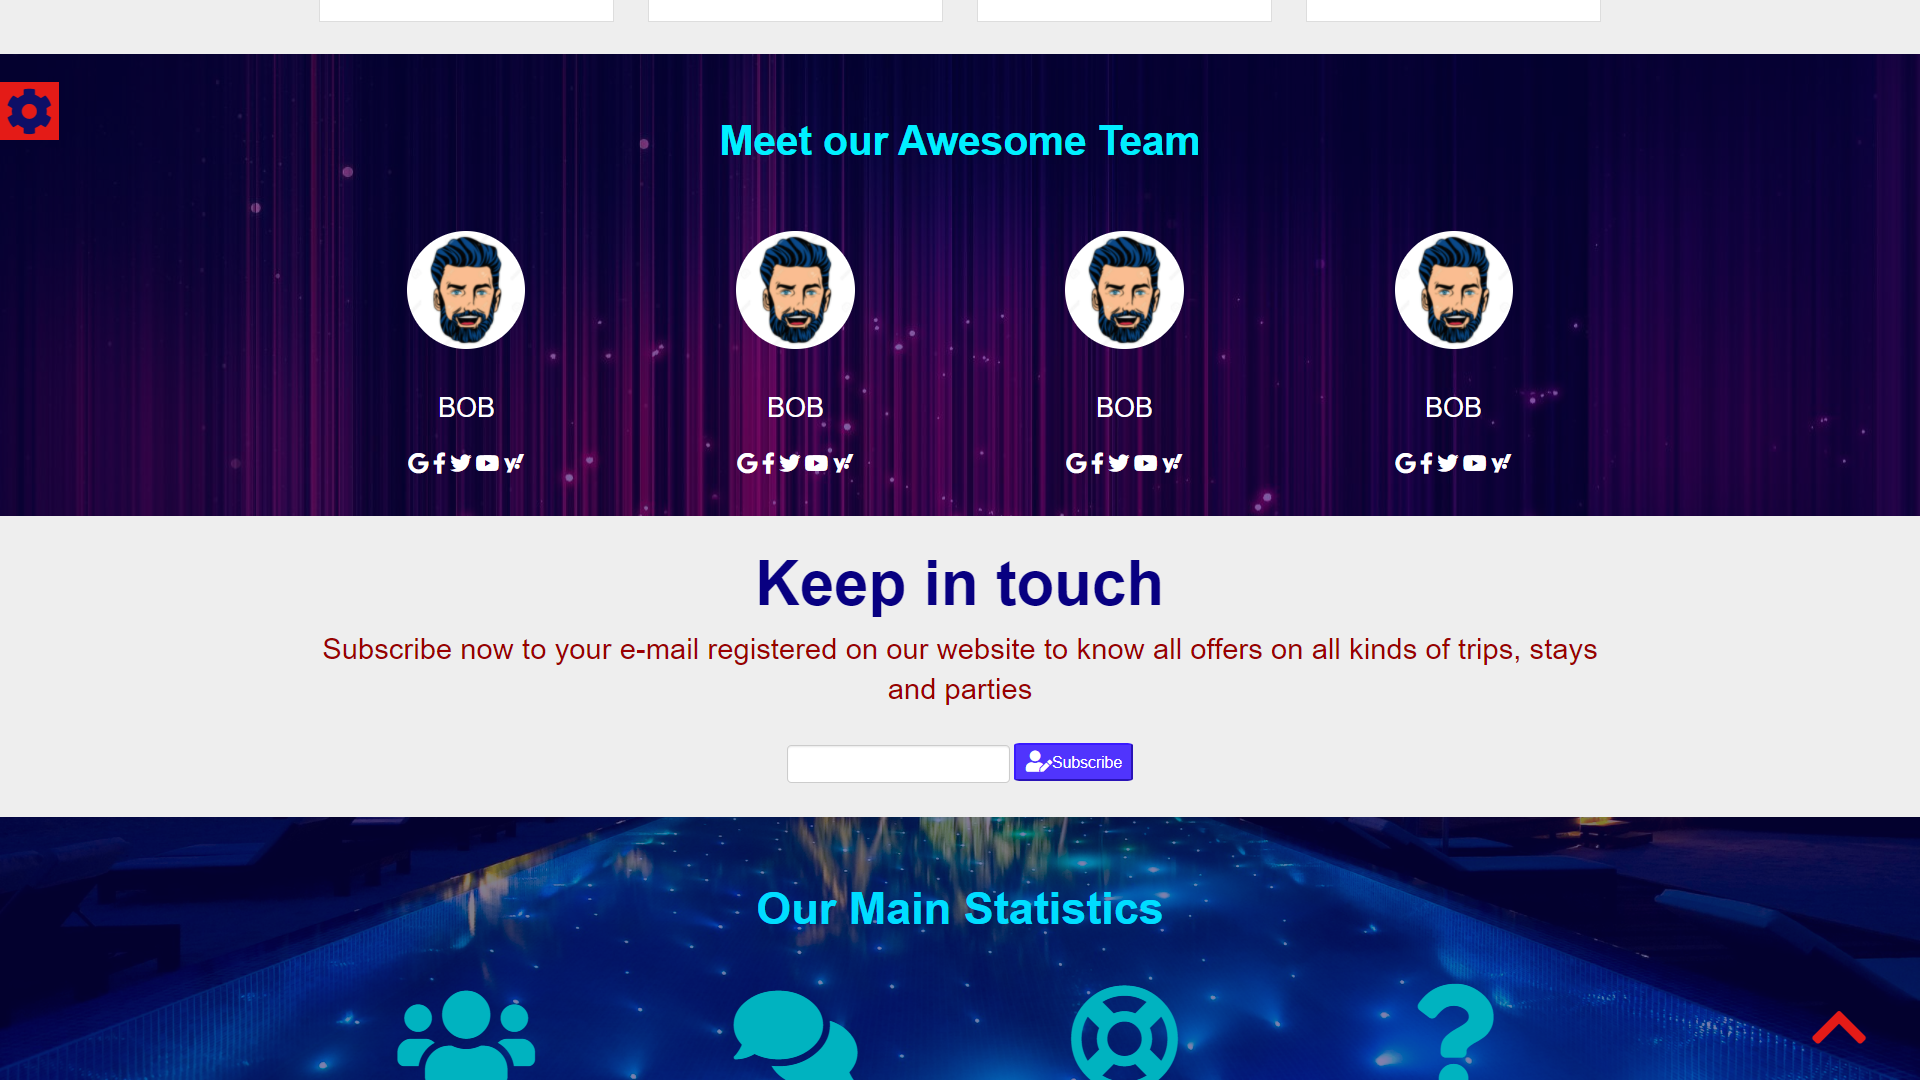 Meet our Awesome Team
BOB
BOB
BOB
BOB
Keep in touch
Subscribe now to your e-mail registered on our website to know all offers on all kinds of trips, stays
and parties
Subscribe
Our Main Statistics